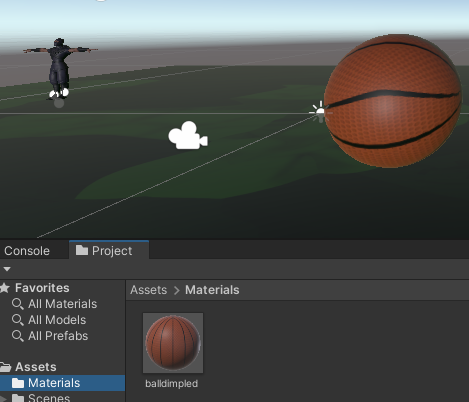 Console
Project
Favorites
All Materials
All Models
All Prefabs
Assets
Materials
Scenes
Assets > Materials
balldimpled